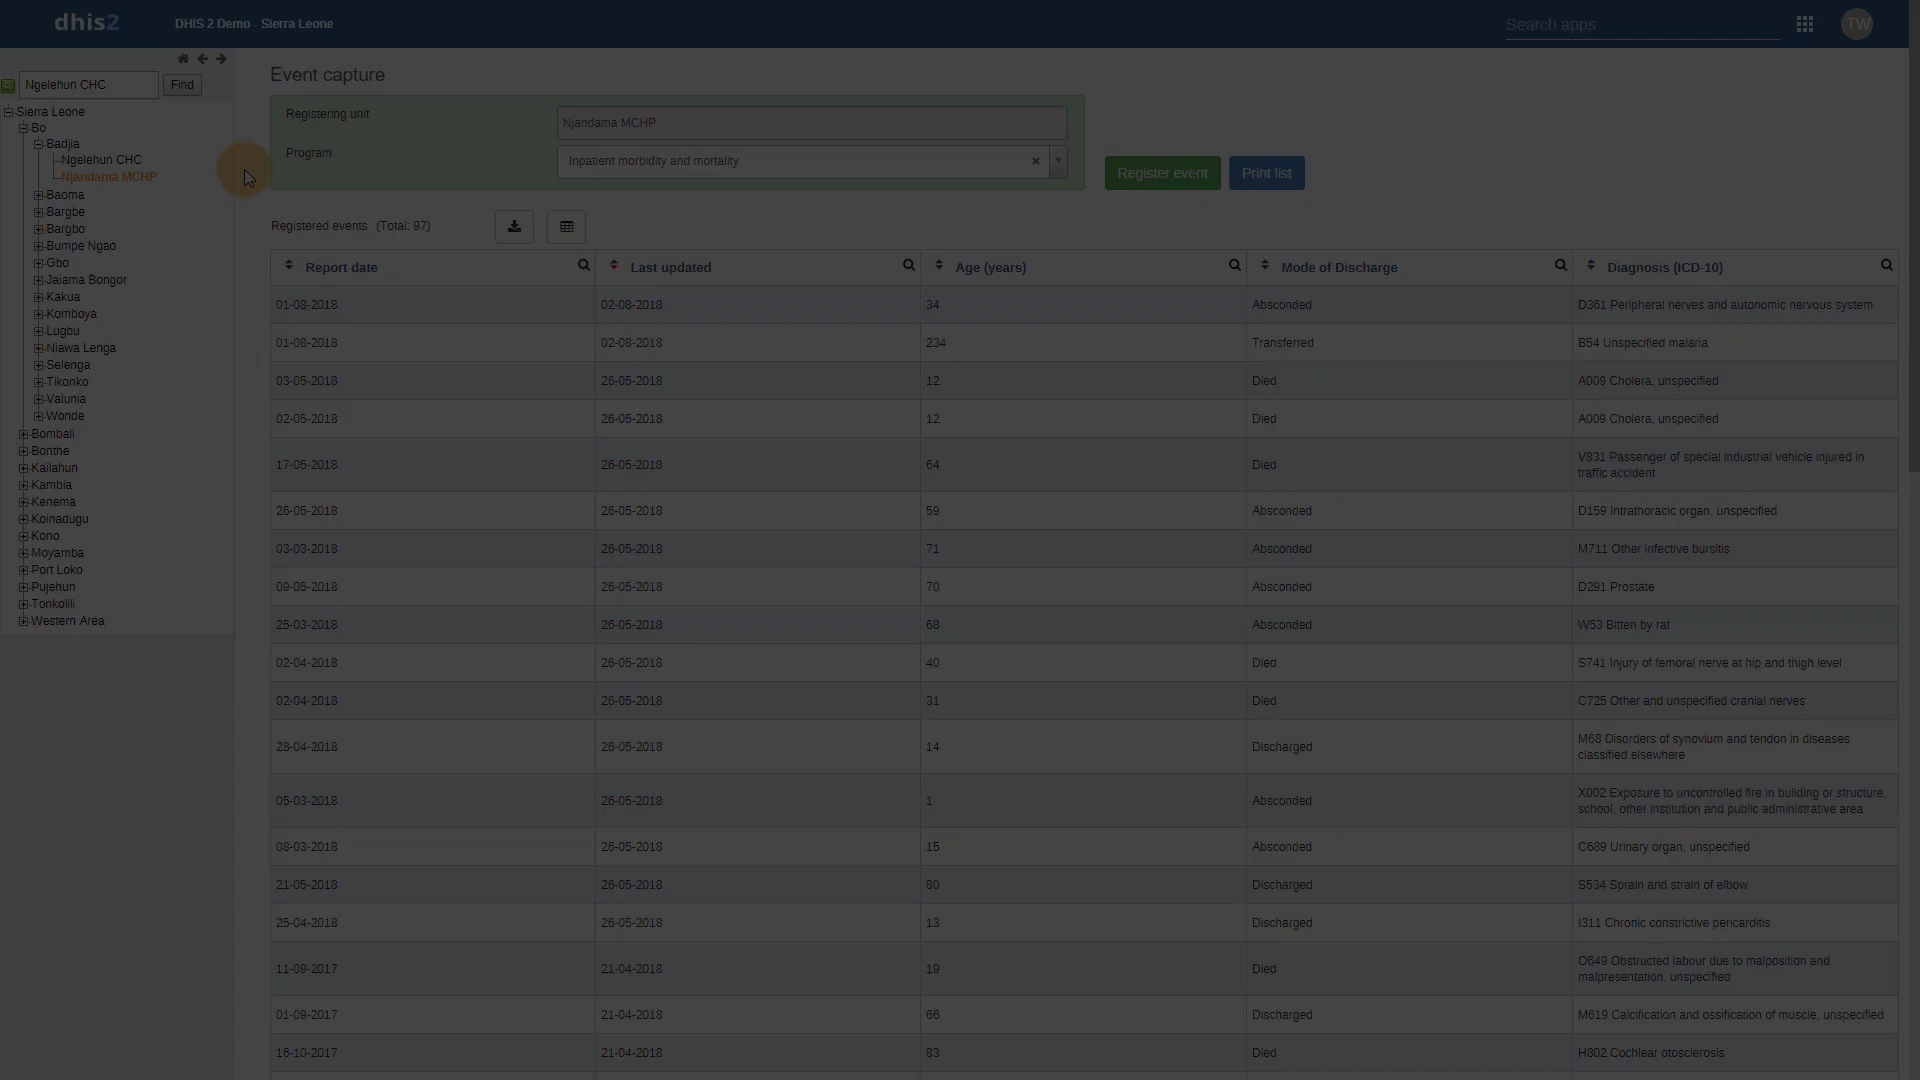 dhis2 DHIS 2 Demo - Sierra Leone Search apps TW
Ngelehun CHC Find
Sierra Leone
Bo
Badjia
Ngelehun CHC
Njandama MCHP
Baoma
Bargbe
Bargbo
Bumpe Ngao
Gbo
Jaiama Bongor
Kakua
Komboya
Lugbu
Niawa Lenga
Selenga
Tikonko
Valunia
Wonde
Bombali
Bonthe
Kailahun
Kambia
Kenema
Koinadugu
Kono
Moyamba
Port Loko
Pujehun
Tonkolili
Western Area
Event capture
Registering unit Njandama MCHP
Program Inpatient morbidity and mortality
Register event Print list
Registered events (Total: 97)
Report date Last updated Age (years) Mode of Discharge Diagnosis (ICD-10)
01-08-2018 02-08-2018 34 Absconded D361 Peripheral nerves and autonomic nervous system
01-08-2018 02-08-2018 234 Transferred B54 Unspecified malaria
03-05-2018 26-05-2018 12 Died A009 Cholera, unspecified
02-05-2018 26-05-2018 12 Died A009 Cholera, unspecified
17-05-2018 26-05-2018 64 Died V831 Passenger of special industrial vehicle injured in
traffic accident
26-05-2018 26-05-2018 59 Absconded D159 Intrathoracic organ, unspecified
03-03-2018 26-05-2018 71 Absconded M711 Other infective bursitis
09-05-2018 26-05-2018 70 Absconded D291 Prostate
25-03-2018 26-05-2018 68 Absconded W53 Bitten by rat
02-04-2018 26-05-2018 40 Died S741 Injury of femoral nerve at hip and thigh level
02-04-2018 26-05-2018 31 Died C725 Other and unspecified cranial nerves
28-04-2018 26-05-2018 14 Discharged M68 Disorders of synovium and tendon in diseases
classified elsewhere
05-03-2018 26-05-2018 1 Absconded X002 Exposure to uncontrolled fire in building or structure,
school, other institution and public administrative area
08-03-2018 26-05-2018 15 Absconded C689 Urinary organ, unspecified
21-05-2018 26-05-2018 80 Discharged S534 Sprain and strain of elbow
25-04-2018 26-05-2018 13 Discharged I311 Chronic constrictive pericarditis
11-09-2017 21-04-2018 19 Died O649 Obstructed labour due to malposition and
malpresentation, unspecified
01-09-2017 21-04-2018 66 Discharged M619 Calcification and ossification of muscle, unspecified
16-10-2017 21-04-2018 83 Died H802 Cochlear otosclerosis